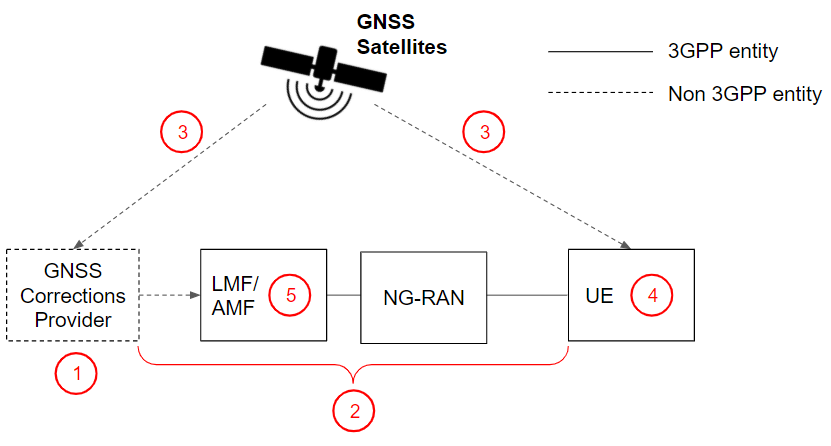 GNSS
Satellites
3GPP entity
Non 3GPP entity
3
3
GNSS
Corrections
Provider
LMF/
AMF
5
NG-RAN
UE
4
1
2